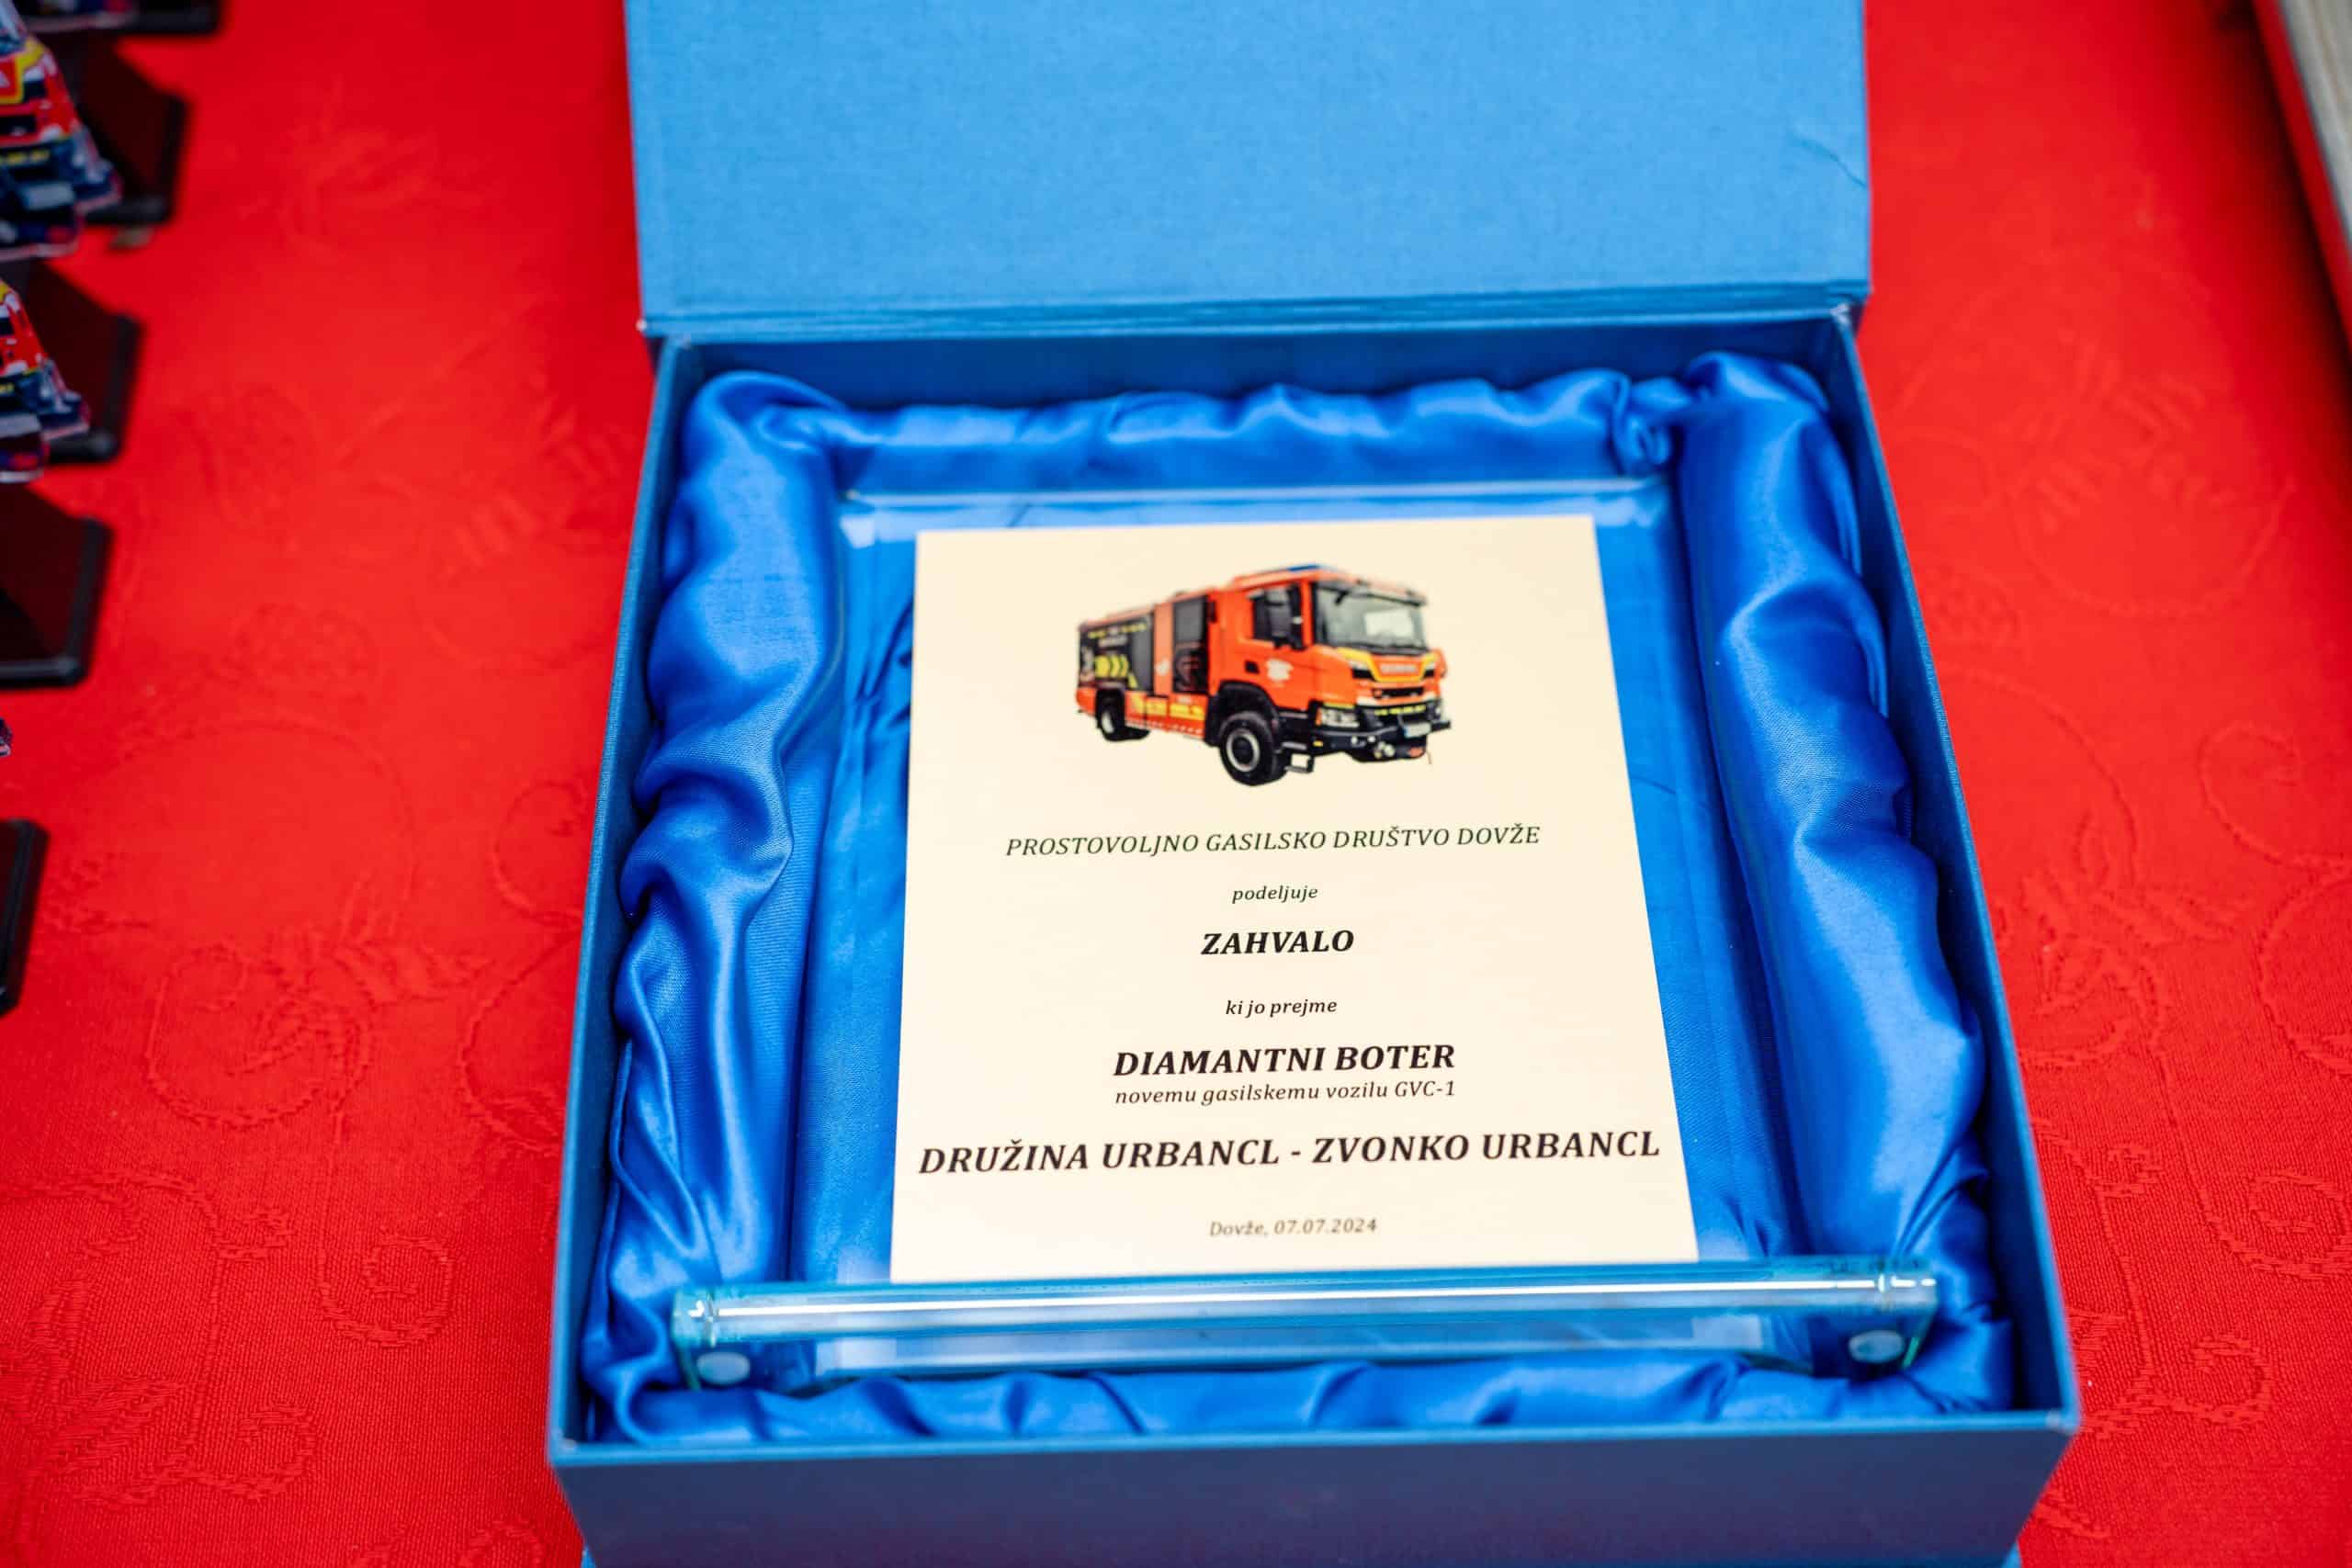 PROSTOVOLJNO GASILSKO DRUŠTVO DOVŽE
podeljuje
ZAHVALO
ki jo prejme
DIAMANTNI BOTER
novemu gasilskemu vozilu GVC-1
DRUŽINA URBANCL - ZVONKO URBANCL
Dovže, 07.07.2024